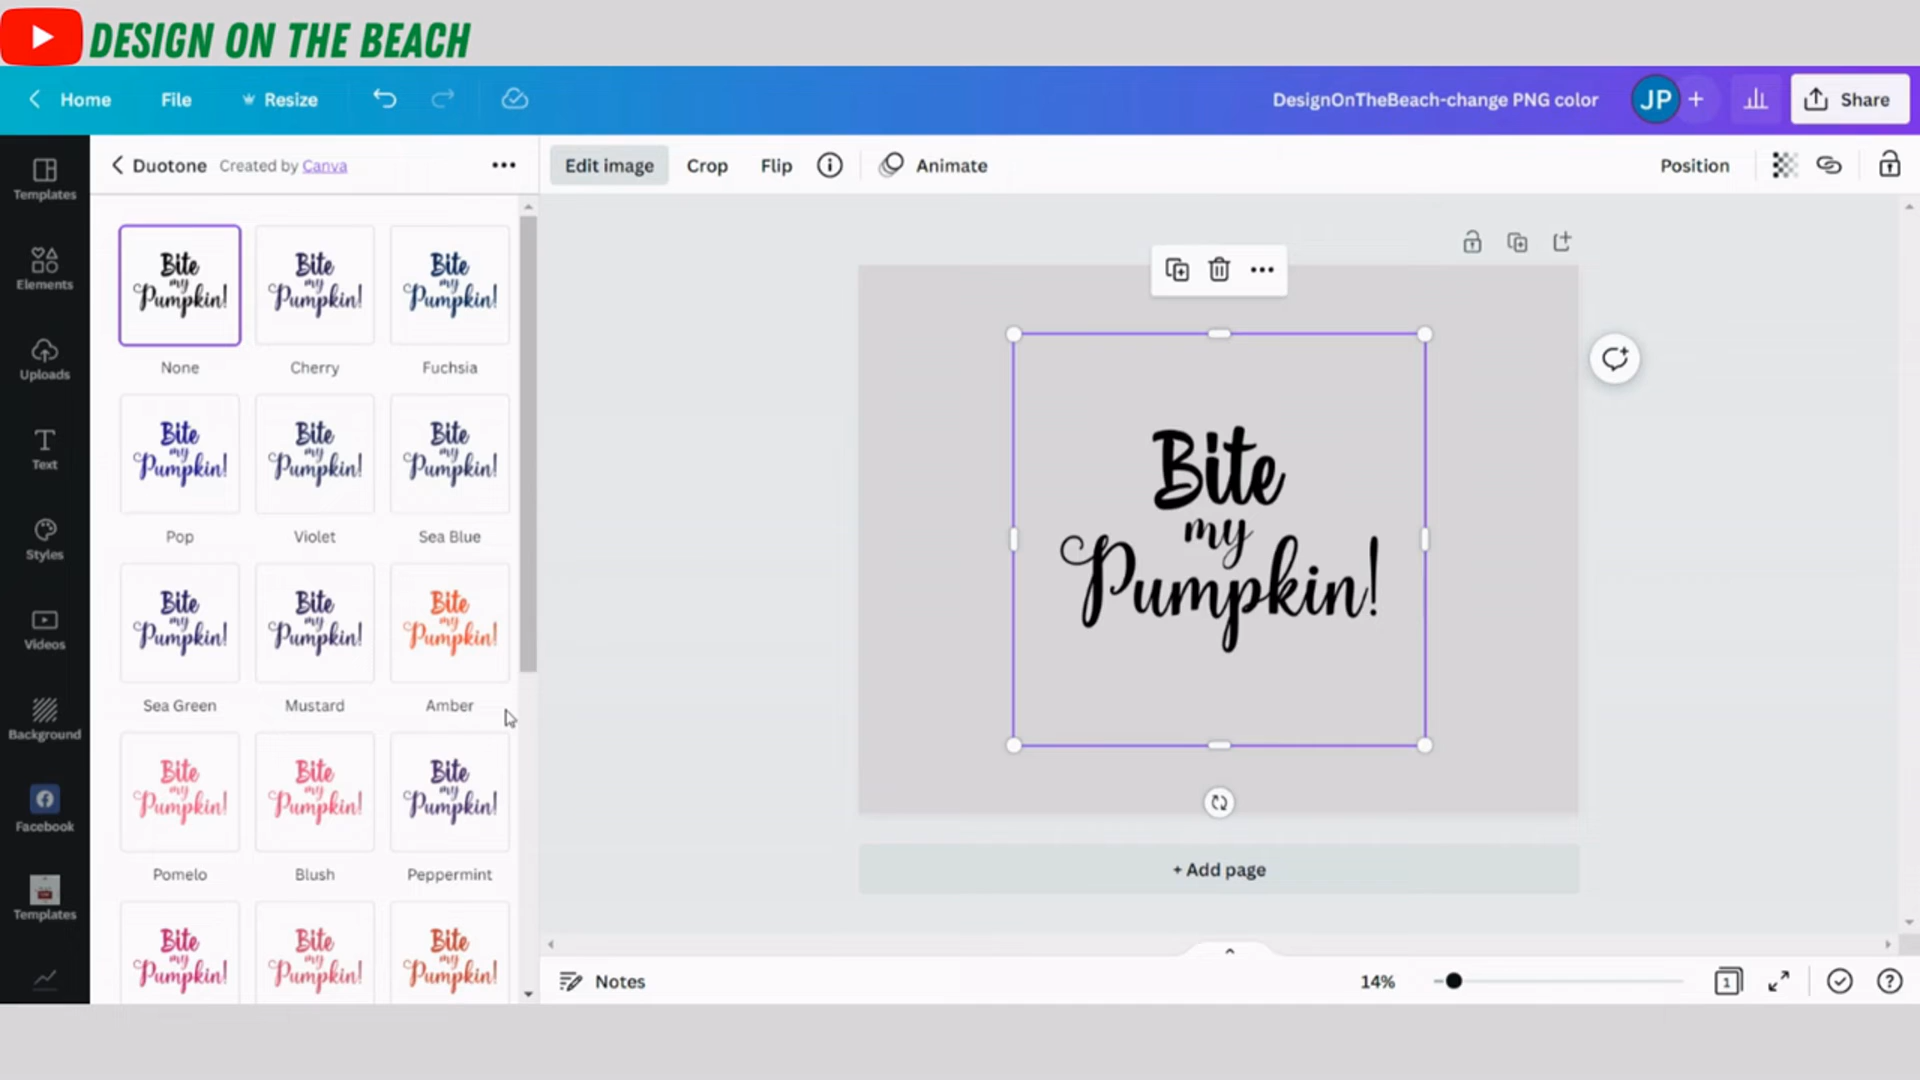 DESIGN ON THE BEACH
Home File Resize DesignOnTheBeach-change PNG color JP + Share
Duotone Created by Canva
Edit image Crop Flip Animate Position
Templates
Elements
Uploads
Text
Styles
Videos
Background
Facebook
Templates
Bite my Pumpkin!
None
Bite my Pumpkin!
Cherry
Bite my Pumpkin!
Fuchsia
Bite my Pumpkin!
Pop
Bite my Pumpkin!
Violet
Bite my Pumpkin!
Sea Blue
Bite my Pumpkin!
Sea Green
Bite my Pumpkin!
Mustard
Bite my Pumpkin!
Amber
Bite my Pumpkin!
Pomelo
Bite my Pumpkin!
Blush
Bite my Pumpkin!
Peppermint
Bite my Pumpkin!
Bite my Pumpkin!
Bite my Pumpkin!
Bite
my
Pumpkin!
+ Add page
Notes 14% 1 ?